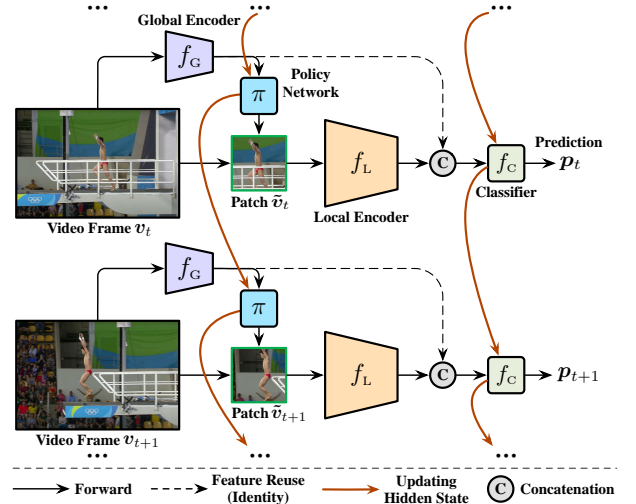 ... ... ...
Global Encoder
f_G
Policy
Network
π
Prediction
f_L
C
f_C
p_t
Classifier
Patch ṽ_t
Local Encoder
Video Frame v_t
f_G
π
f_L
C
f_C
p_{t+1}
Patch ṽ_{t+1}
Video Frame v_{t+1}
... ... ...
Forward
Feature Reuse
(Identity)
Updating
Hidden State
C
Concatenation